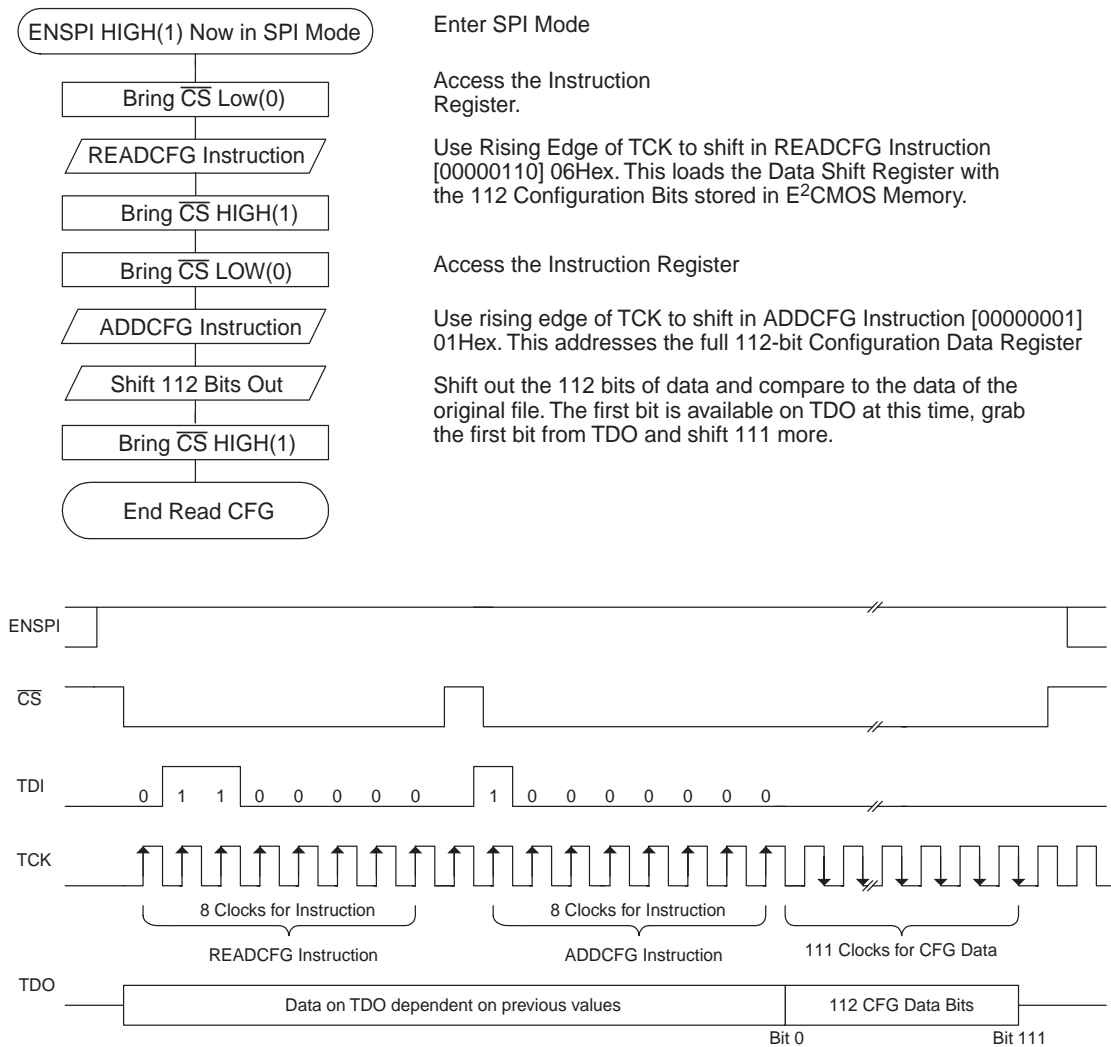 ENSPI HIGH(1) Now in SPI Mode
Enter SPI Mode
Bring C̅S̅ Low(0)
Access the Instruction
Register.
READCFG Instruction
Use Rising Edge of TCK to shift in READCFG Instruction
[00000110] 06Hex. This loads the Data Shift Register with
the 112 Configuration Bits stored in E²CMOS Memory.
Bring C̅S̅ HIGH(1)
Bring C̅S̅ LOW(0)
Access the Instruction Register
ADDCFG Instruction
Use rising edge of TCK to shift in ADDCFG Instruction [00000001]
01Hex. This addresses the full 112-bit Configuration Data Register
Shift 112 Bits Out
Shift out the 112 bits of data and compare to the data of the
original file. The first bit is available on TDO at this time, grab
the first bit from TDO and shift 111 more.
Bring C̅S̅ HIGH(1)
End Read CFG
ENSPI
C̅S̅
TDI
0 1 1 0 0 0 0 0 1 0 0 0 0 0 0 0
TCK
8 Clocks for Instruction
READCFG Instruction
8 Clocks for Instruction
ADDCFG Instruction
111 Clocks for CFG Data
TDO
Data on TDO dependent on previous values
112 CFG Data Bits
Bit 0
Bit 111